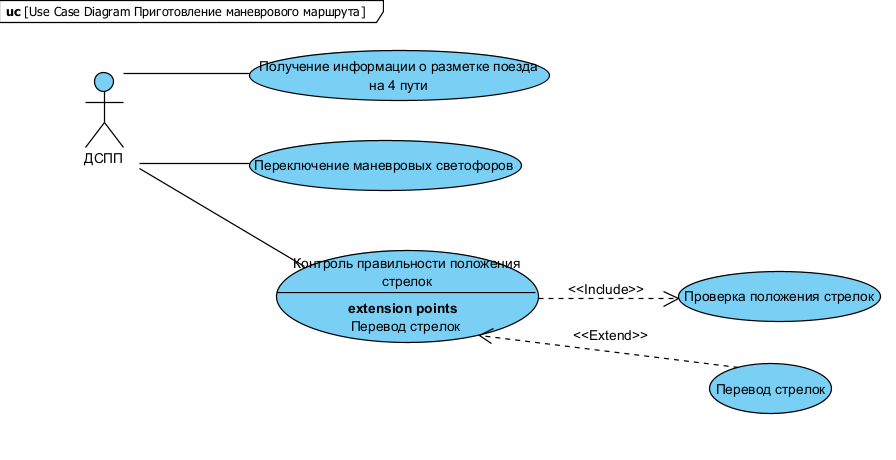 uc [Use Case Diagram Приготовление маневрового маршрута]
Получение информации о разметке поезда
на 4 пути
ДСПП
Переключение маневровых светофоров
Контроль правильности положения
стрелок
extension points
Перевод стрелок
<<Include>>
Проверка положения стрелок
<<Extend>>
Перевод стрелок